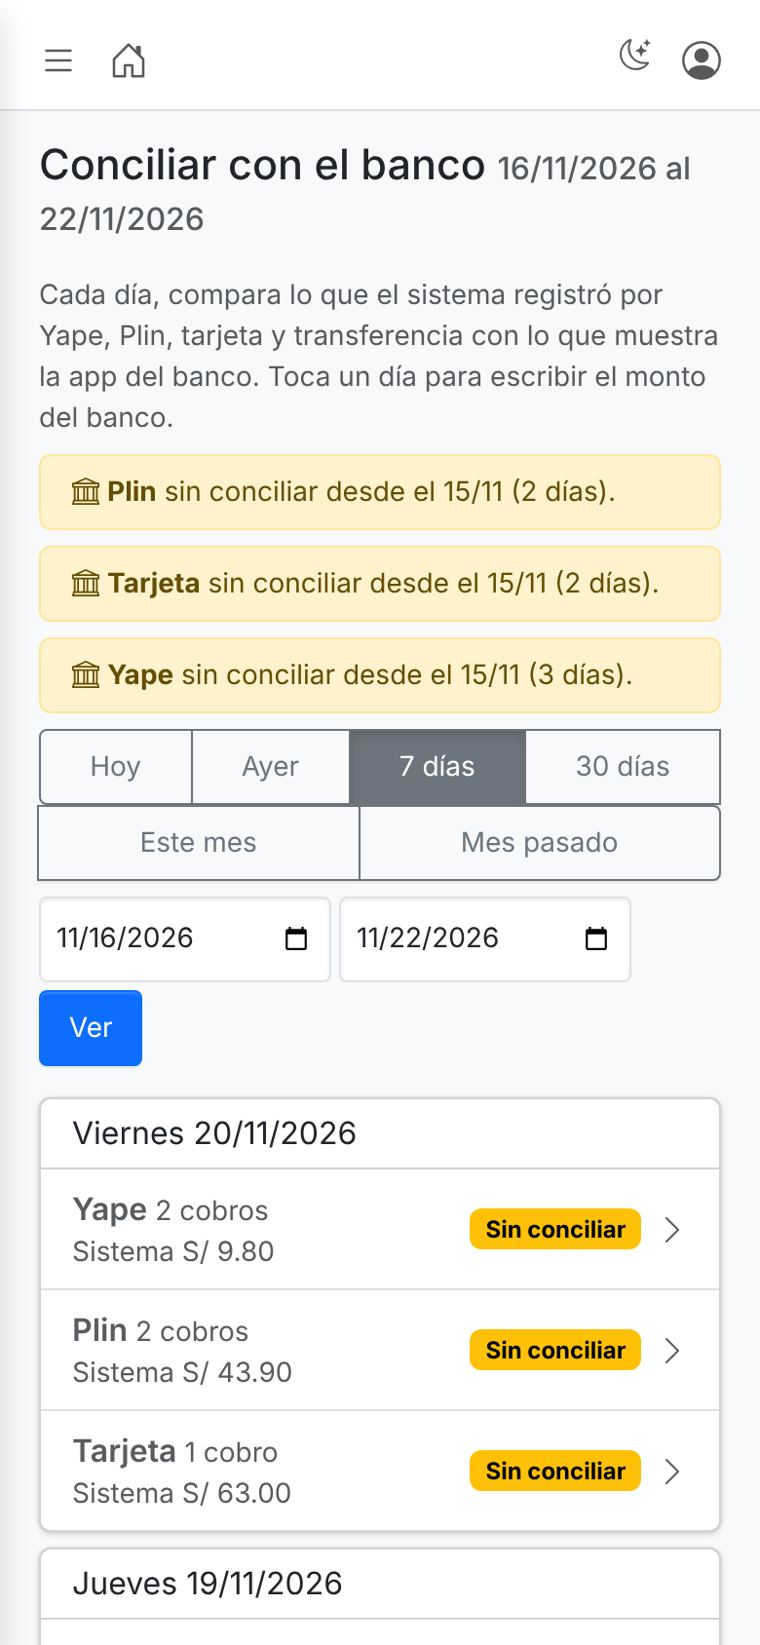 Conciliar con el banco 16/11/2026 al
22/11/2026
Cada día, compara lo que el sistema registró por
Yape, Plin, tarjeta y transferencia con lo que muestra
la app del banco. Toca un día para escribir el monto
del banco.
Plin sin conciliar desde el 15/11 (2 días).
Tarjeta sin conciliar desde el 15/11 (2 días).
Yape sin conciliar desde el 15/11 (3 días).
Hoy Ayer 7 días 30 días
Este mes Mes pasado
11/16/2026 11/22/2026
Ver
Viernes 20/11/2026
Yape 2 cobros
Sistema S/ 9.80
Sin conciliar
Plin 2 cobros
Sistema S/ 43.90
Sin conciliar
Tarjeta 1 cobro
Sistema S/ 63.00
Sin conciliar
Jueves 19/11/2026